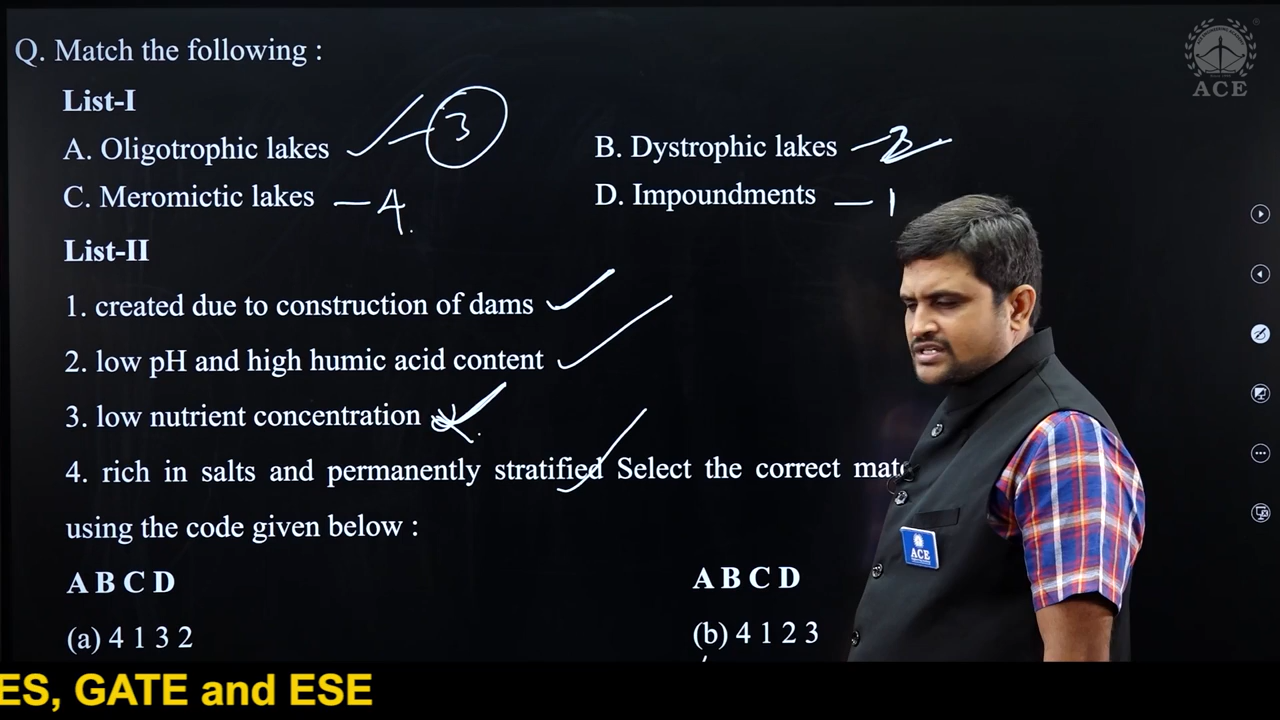 ACE
Q. Match the following :
List-I
A. Oligotrophic lakes 3 B. Dystrophic lakes 2
C. Meromictic lakes — 4. D. Impoundments — 1
List-II
1. created due to construction of dams
2. low pH and high humic acid content
3. low nutrient concentration
4. rich in salts and permanently stratified Select the correct
using the code given below :
ACE
A B C D A B C D
(a) 4 1 3 2 (b) 4 1 2 3
ES, GATE and ESE